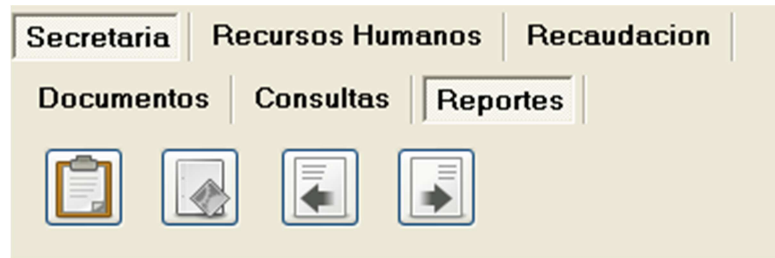 Secretaria Recursos Humanos Recaudacion
Documentos Consultas Reportes